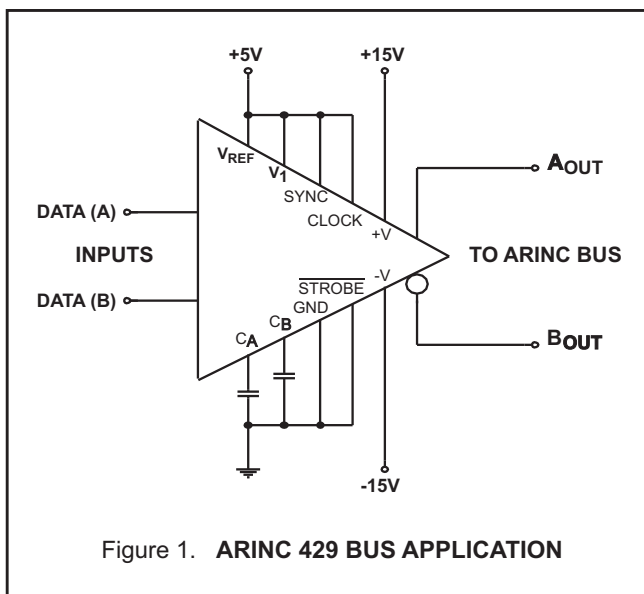 +5V +15V
VREF
V1
SYNC
CLOCK
+V
AOUT
DATA (A)
INPUTS
TO ARINC BUS
DATA (B)
-V
STROBE
GND
CB
CA
BOUT
-15V
Figure 1. ARINC 429 BUS APPLICATION